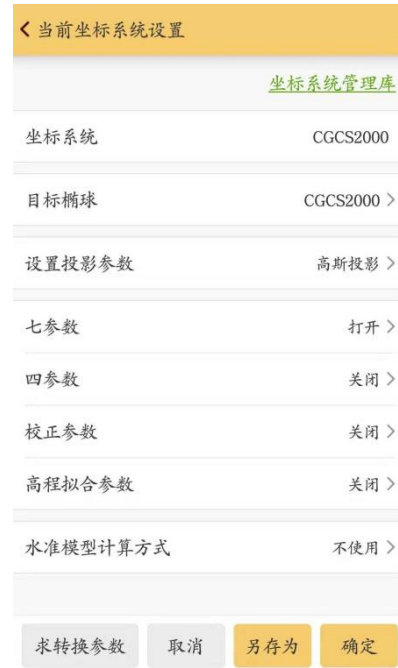 当前坐标系统设置
坐标系统管理库
坐标系统 CGCS2000
目标椭球 CGCS2000
设置投影参数 高斯投影
七参数 打开
四参数 关闭
校正参数 关闭
高程拟合参数 关闭
水准模型计算方式 不使用
求转换参数 取消 另存为 确定